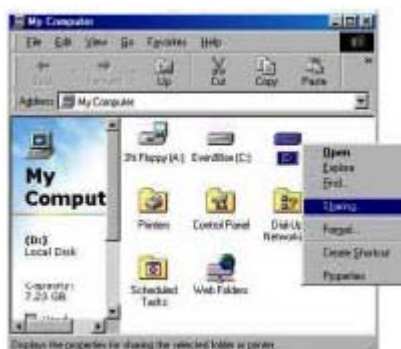 My Computer
File Edit View Go Favorites Help
Up Cut Copy Paste
Address My Computer
My
Comput
(D:)
Local Disk
Capacity:
7.23 GB
3½ Floppy (A:)
Printers Control Panel Dial-Up
Scheduled
Tasks
Web Folders
Open
Explore
Find...
Sharing...
Format...
Create Shortcut
Properties
Displays the properties for sharing the selected folder or printer